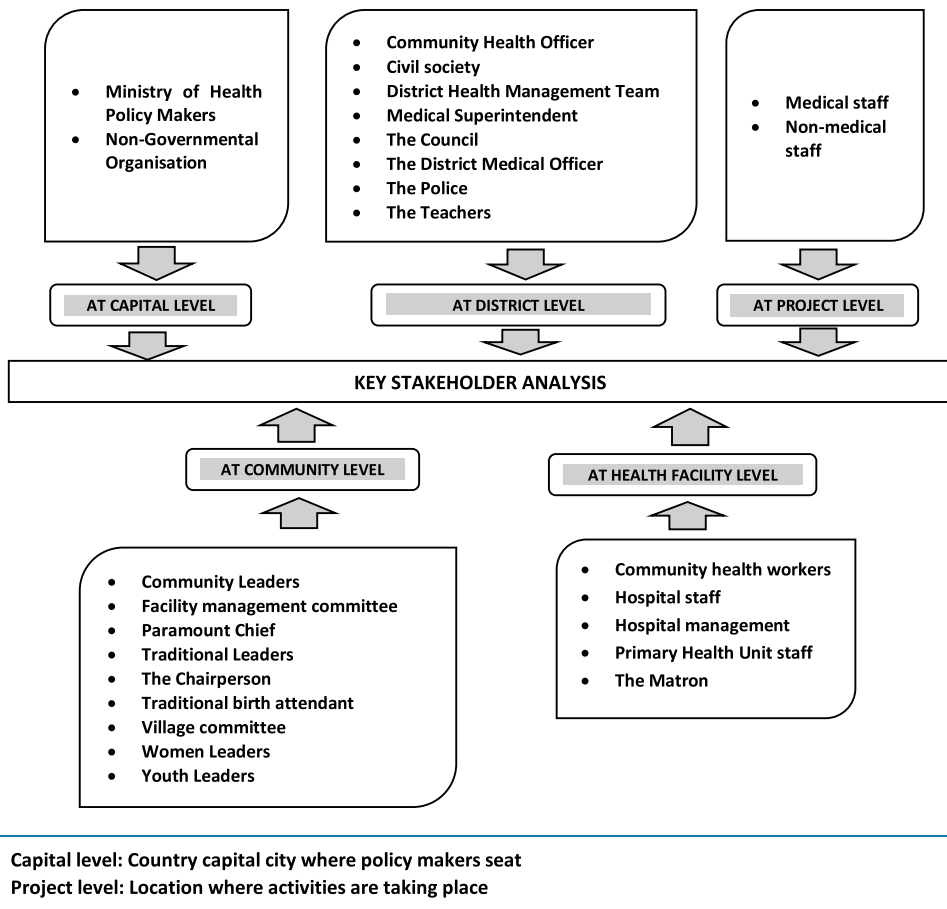 • Ministry of Health
Policy Makers
• Non-Governmental
Organisation
• Community Health Officer
• Civil society
• District Health Management Team
• Medical Superintendent
• The Council
• The District Medical Officer
• The Police
• The Teachers
• Medical staff
• Non-medical
staff
AT CAPITAL LEVEL
AT DISTRICT LEVEL
AT PROJECT LEVEL
KEY STAKEHOLDER ANALYSIS
AT COMMUNITY LEVEL
AT HEALTH FACILITY LEVEL
• Community Leaders
• Facility management committee
• Paramount Chief
• Traditional Leaders
• The Chairperson
• Traditional birth attendant
• Village committee
• Women Leaders
• Youth Leaders
• Community health workers
• Hospital staff
• Hospital management
• Primary Health Unit staff
• The Matron
Capital level: Country capital city where policy makers seat
Project level: Location where activities are taking place